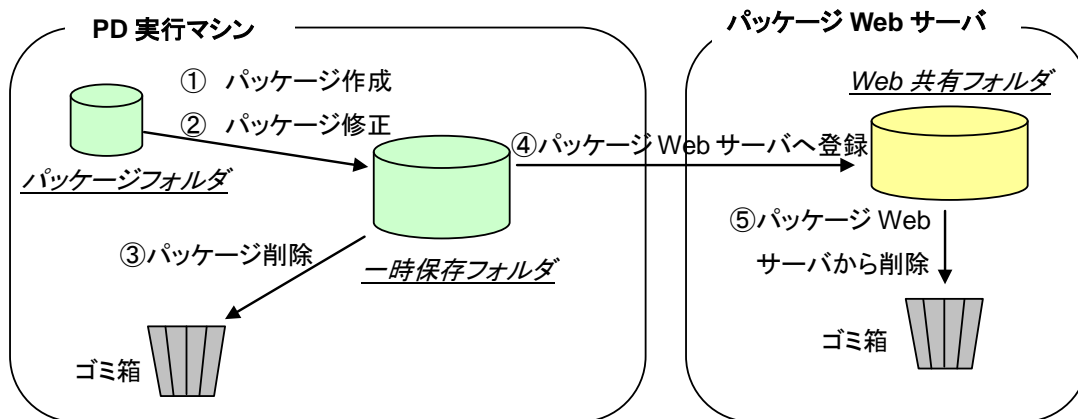 PD 実行マシン
① パッケージ作成
② パッケージ修正
パッケージフォルダ
③パッケージ削除
一時保存フォルダ
ゴミ箱
④パッケージ Web サーバへ登録
パッケージ Web サーバ
Web 共有フォルダ
⑤パッケージ Web
サーバから削除
ゴミ箱